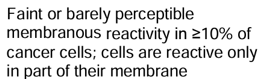 Faint or barely perceptible
membranous reactivity in ≥10% of
cancer cells; cells are reactive only
in part of their membrane